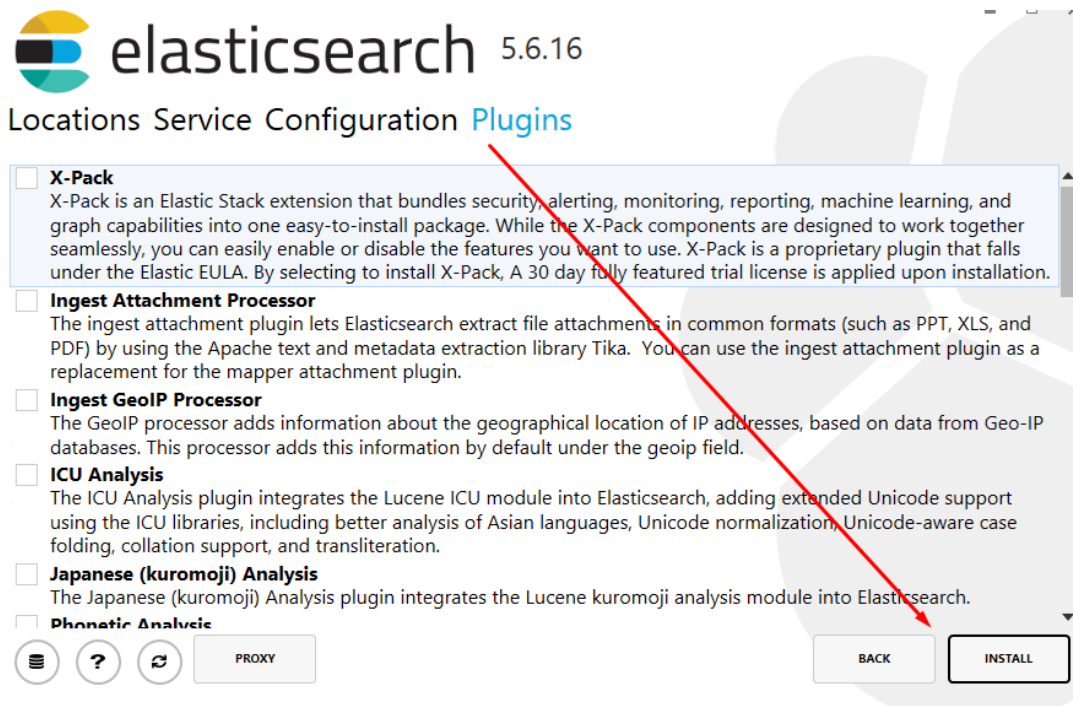 elasticsearch 5.6.16
Locations Service Configuration Plugins
X-Pack
X-Pack is an Elastic Stack extension that bundles security, alerting, monitoring, reporting, machine learning, and
graph capabilities into one easy-to-install package. While the X-Pack components are designed to work together
seamlessly, you can easily enable or disable the features you want to use. X-Pack is a proprietary plugin that falls
under the Elastic EULA. By selecting to install X-Pack, A 30 day fully featured trial license is applied upon installation.
Ingest Attachment Processor
The ingest attachment plugin lets Elasticsearch extract file attachments in common formats (such as PPT, XLS, and
PDF) by using the Apache text and metadata extraction library Tika. You can use the ingest attachment plugin as a
replacement for the mapper attachment plugin.
Ingest GeoIP Processor
The GeoIP processor adds information about the geographical location of IP addresses, based on data from Geo-IP
databases. This processor adds this information by default under the geoip field.
ICU Analysis
The ICU Analysis plugin integrates the Lucene ICU module into Elasticsearch, adding extended Unicode support
using the ICU libraries, including better analysis of Asian languages, Unicode normalization, Unicode-aware case
folding, collation support, and transliteration.
Japanese (kuromoji) Analysis
The Japanese (kuromoji) Analysis plugin integrates the Lucene kuromoji analysis module into Elasticsearch.
Phonetic Analysis
? PROXY BACK INSTALL